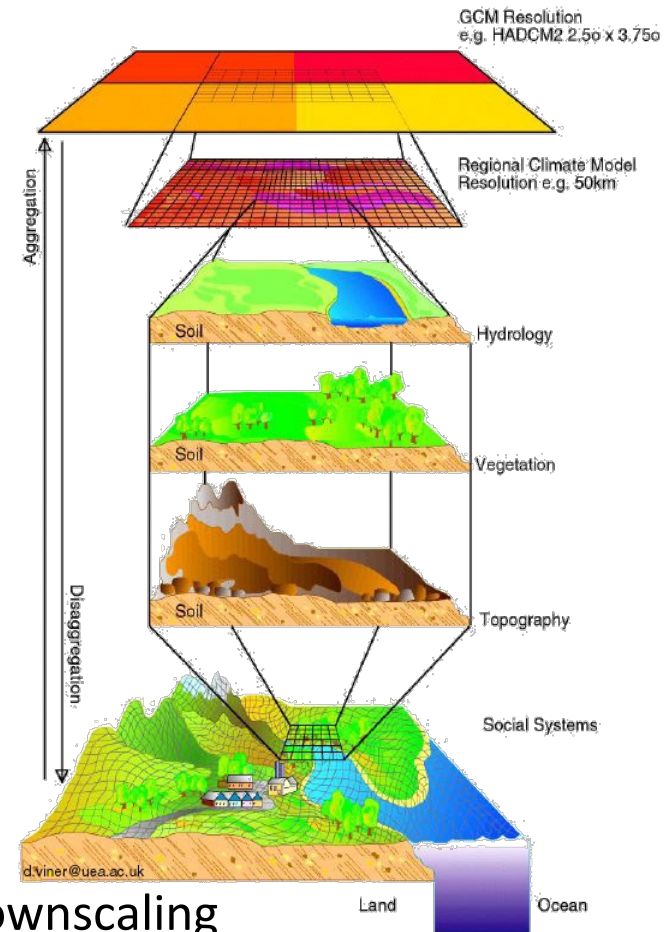 GCM Resolution
e.g. HADCM2 2.5o x 3.75o
Aggregation
Regional Climate Model
Resolution e.g. 50km
Soil
Hydrology
Soil
Vegetation
Soil
Topography
Disaggregation
Social Systems
d.viner@uea.ac.uk
ownscaling
Land
Ocean